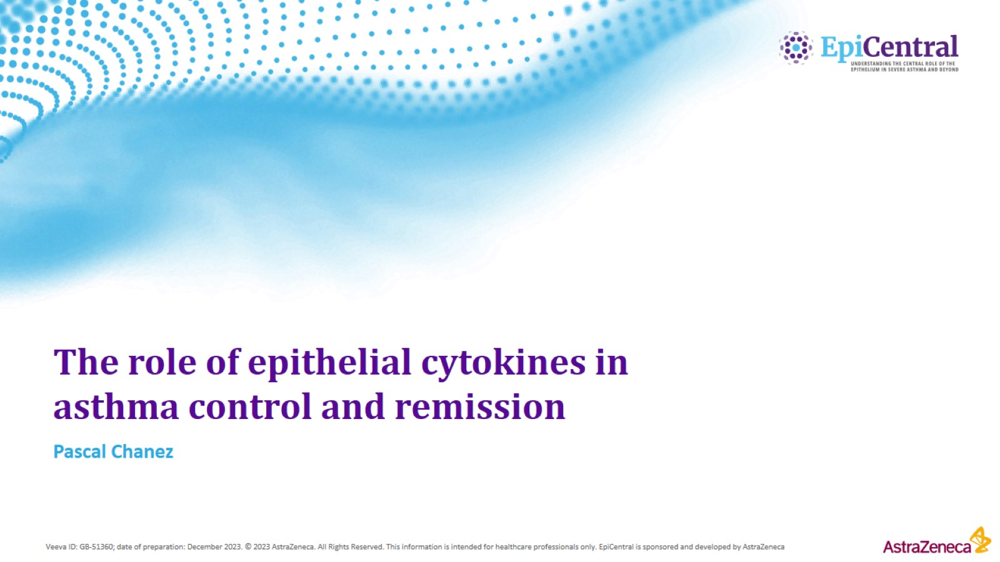 EpiCentral
UNDERSTANDING THE CENTRAL ROLE OF THE
EPITHELIUM IN SEVERE ASTHMA AND BEYOND
The role of epithelial cytokines in
asthma control and remission
Pascal Chanez
Veeva ID: GB-51360; date of preparation: December 2023. © 2023 AstraZeneca. All Rights Reserved. This information is intended for healthcare professionals only. EpiCentral is sponsored and developed by AstraZeneca
AstraZeneca